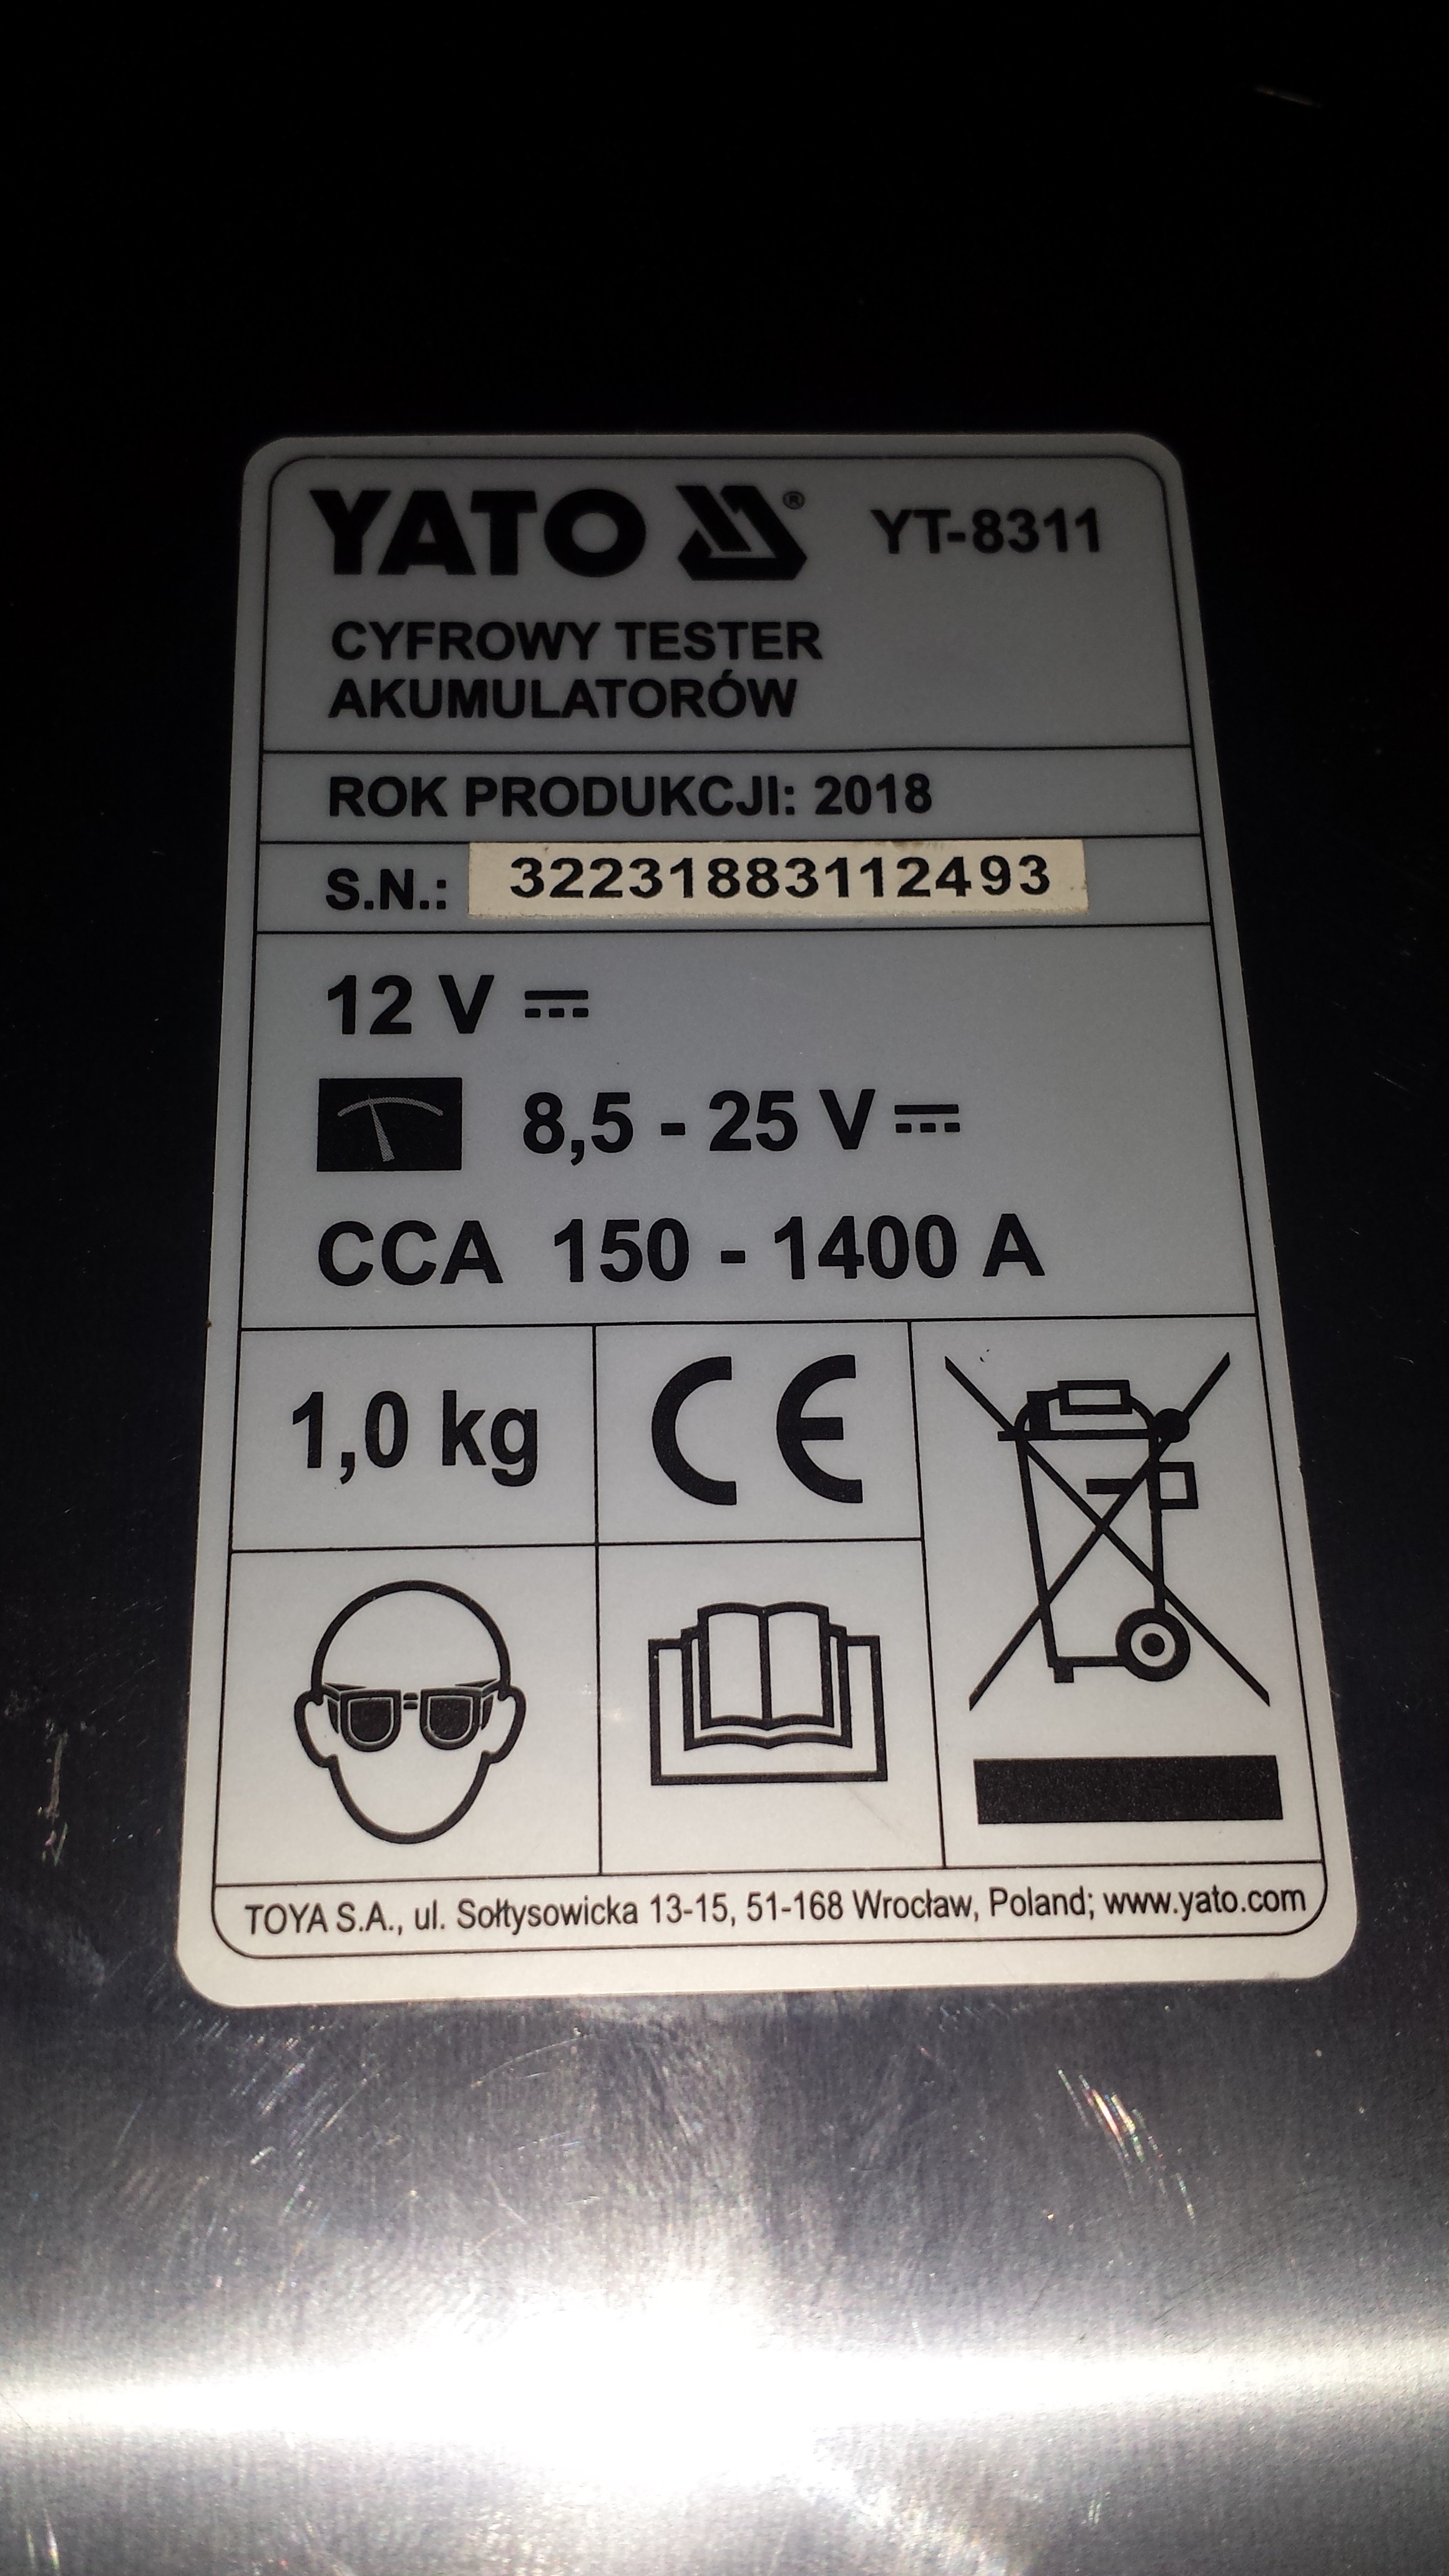 YATO ® YT-8311
CYFROWY TESTER
AKUMULATORÓW
ROK PRODUKCJI: 2018
S.N.: 32231883112493
12 V
8,5 - 25 V
CCA 150 - 1400 A
1,0 kg
CE
TOYA S.A., ul. Sołtysowicka 13-15, 51-168 Wrocław, Poland; www.yato.com